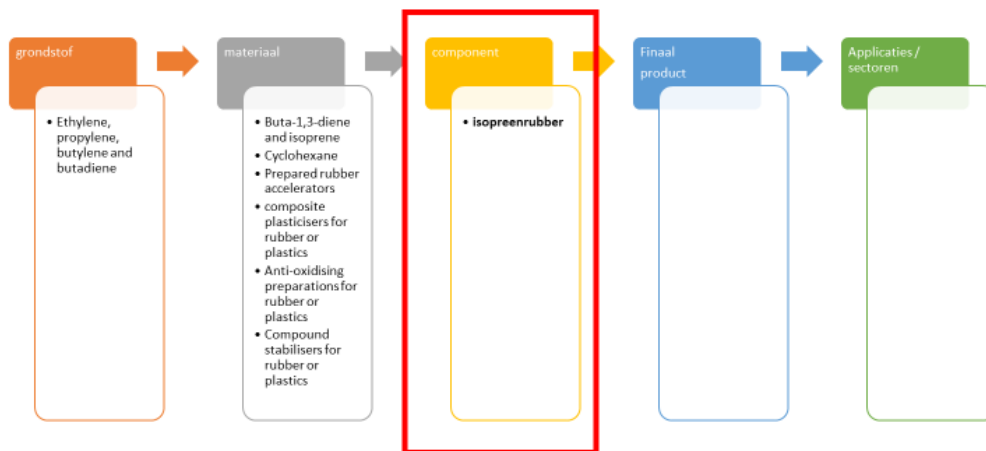 grondstof
• Ethylene,
propylene,
butylene and
butadiene
materiaal
• Buta-1,3-diene
and isoprene
• Cyclohexane
• Prepared rubber
accelerators
• composite
plasticisers for
rubber or
plastics
• Anti-oxidising
preparations for
rubber or
plastics
• Compound
stabilisers for
rubber or
plastics
component
• isopreenrubber
Finaal
product
Applicaties /
sectoren